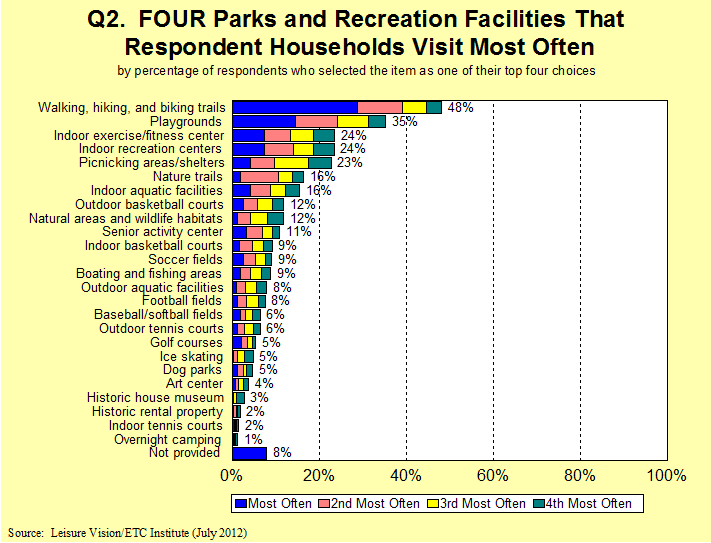 Q2. FOUR Parks and Recreation Facilities That
Respondent Households Visit Most Often
by percentage of respondents who selected the item as one of their top four choices
Walking, hiking, and biking trails 48%
Playgrounds 35%
Indoor exercise/fitness center 24%
Indoor recreation centers 24%
Picnicking areas/shelters 23%
Nature trails 16%
Indoor aquatic facilities 16%
Outdoor basketball courts 12%
Natural areas and wildlife habitats 12%
Senior activity center 11%
Indoor basketball courts 9%
Soccer fields 9%
Boating and fishing areas 9%
Outdoor aquatic facilities 8%
Football fields 8%
Baseball/softball fields 6%
Outdoor tennis courts 6%
Golf courses 5%
Ice skating 5%
Dog parks 5%
Art center 4%
Historic house museum 3%
Historic rental property 2%
Indoor tennis courts 2%
Overnight camping 1%
Not provided 8%
0% 20% 40% 60% 80% 100%
Most Often 2nd Most Often 3rd Most Often 4th Most Often
Source: Leisure Vision/ETC Institute (July 2012)